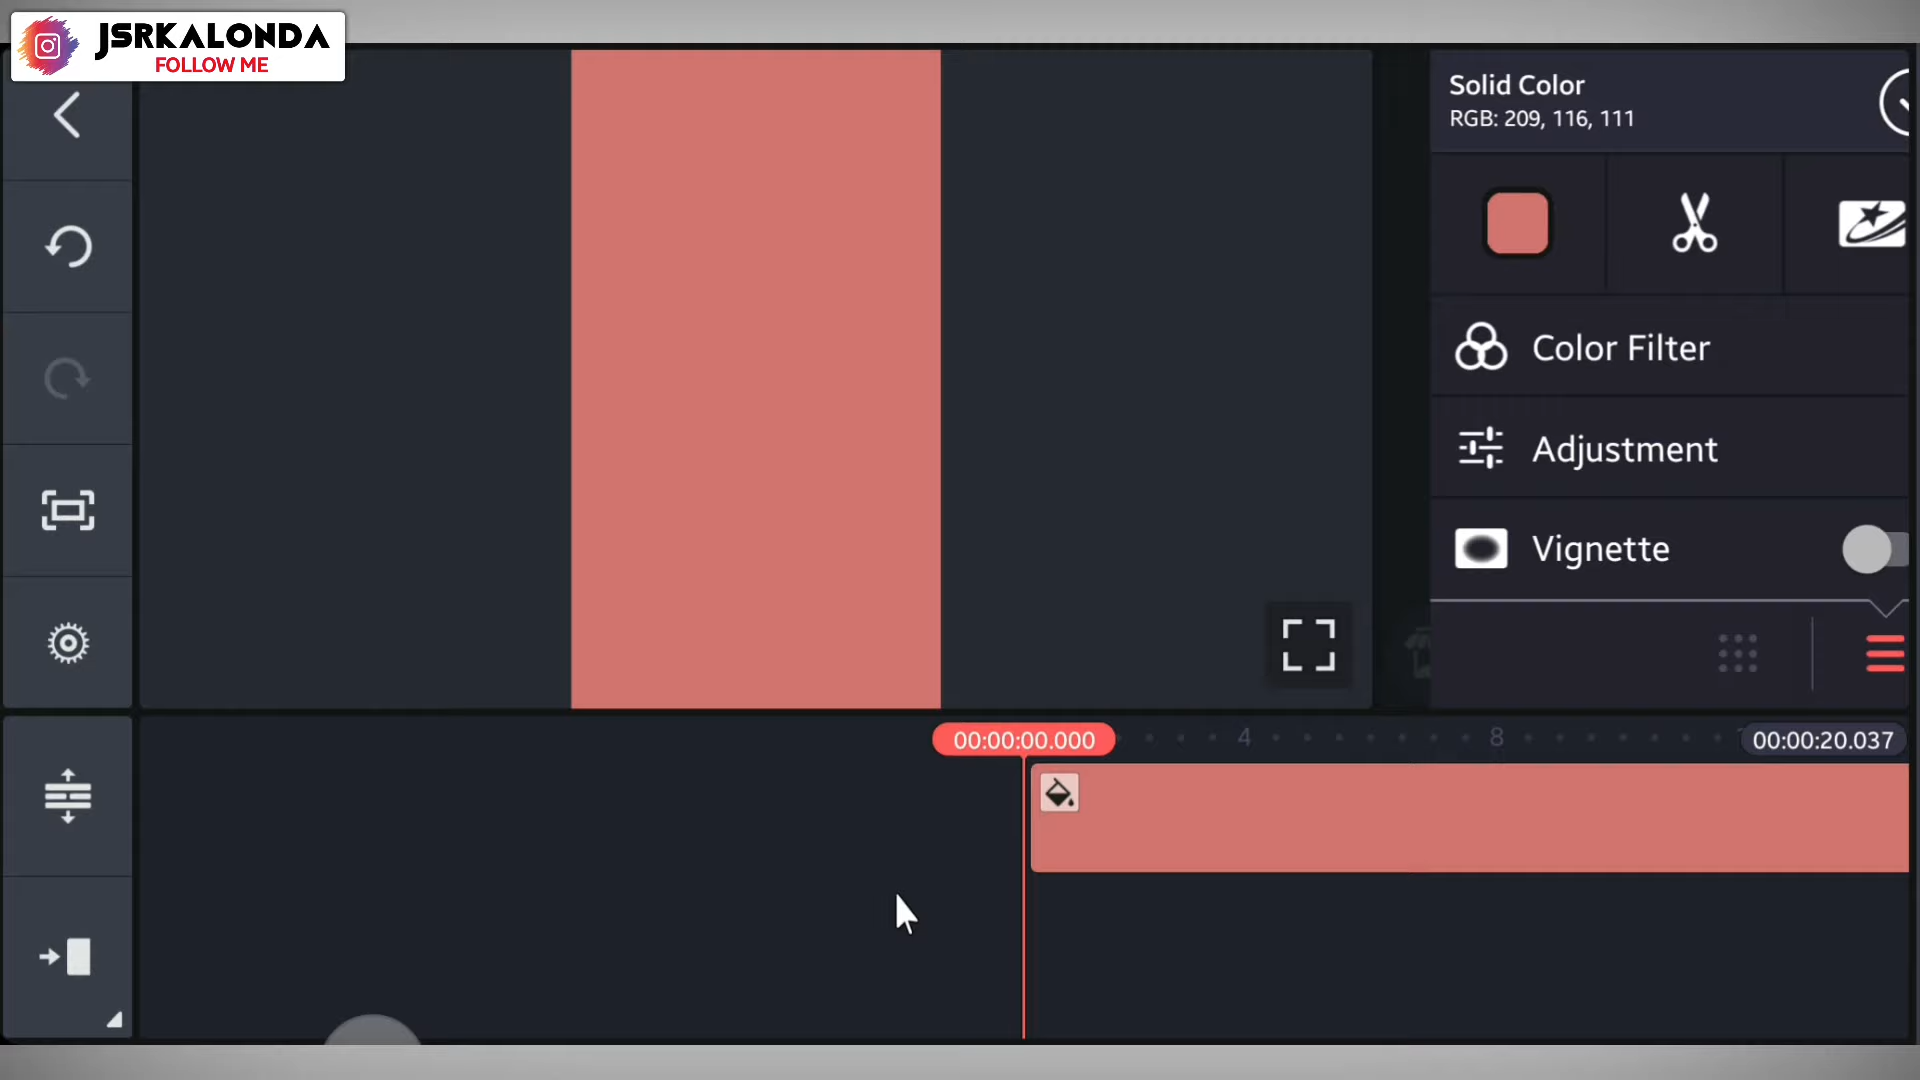 JSRKALONDA
FOLLOW ME
Solid Color
RGB: 209, 116, 111
Color Filter
Adjustment
Vignette
00:00:00.000
4
8
00:00:20.037